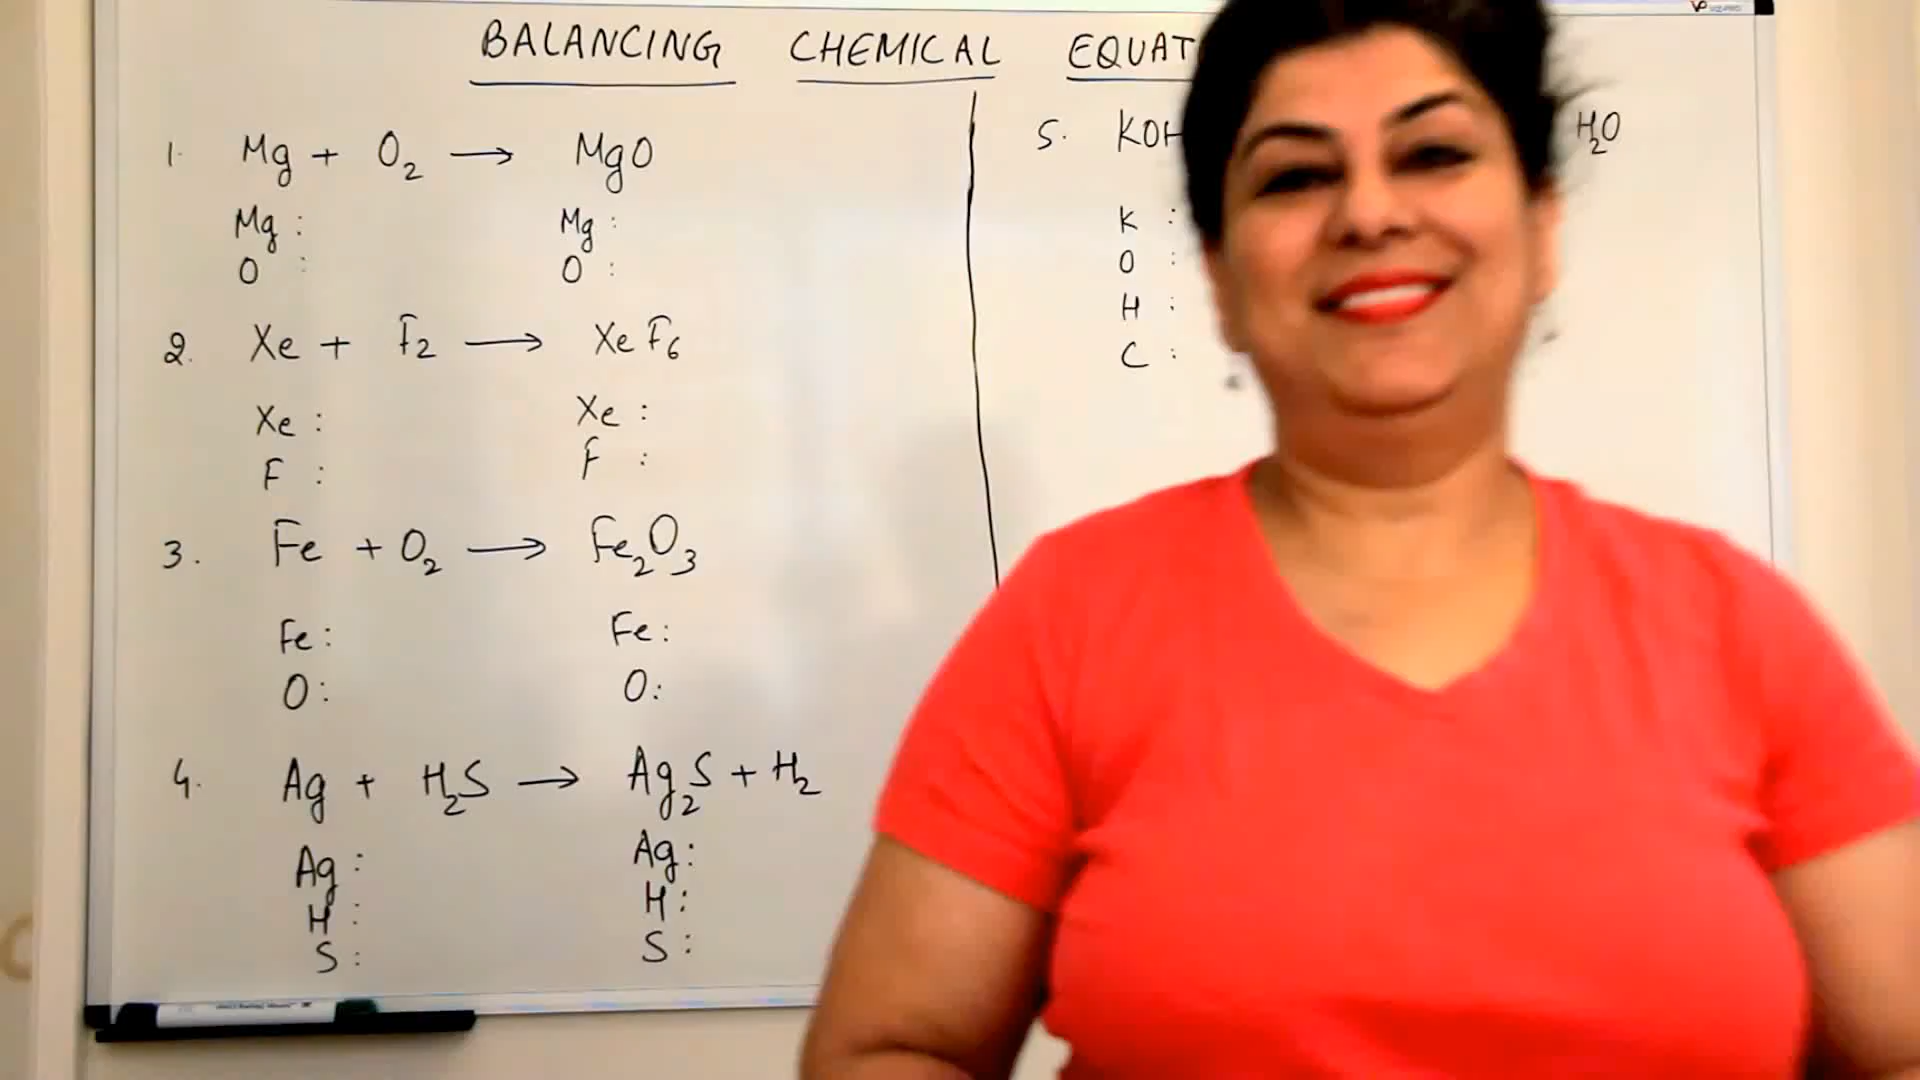 BALANCING CHEMICAL EQUAT
1. Mg + O₂ → MgO
Mg : Mg :
O : O :
2. Xe + F₂ → XeF₆
Xe : Xe :
F : F :
3. Fe + O₂ → Fe₂O₃
Fe : Fe :
O : O :
4. Ag + H₂S → Ag₂S + H₂
Ag : Ag :
H : H :
S : S :
5. KOH H₂O
K :
O :
H :
C :